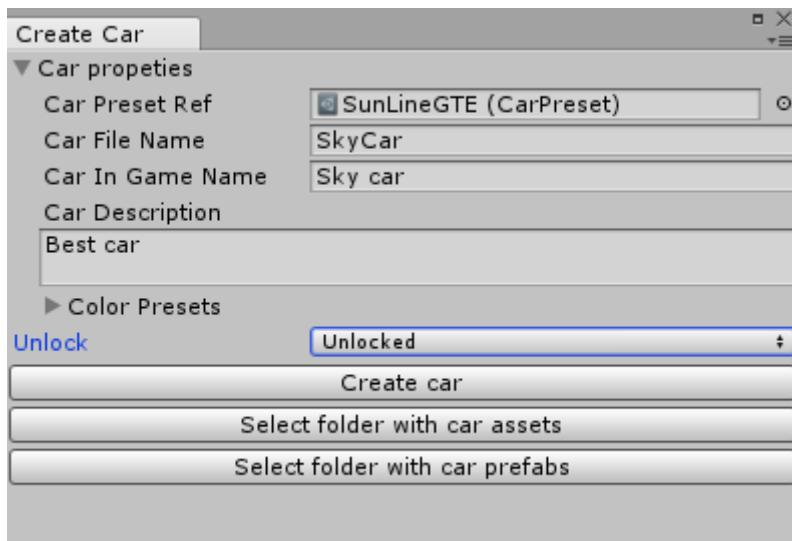 Create Car
Car propeties
Car Preset Ref SunLineGTE (CarPreset)
Car File Name SkyCar
Car In Game Name Sky car
Car Description
Best car
Color Presets
Unlock Unlocked
Create car
Select folder with car assets
Select folder with car prefabs